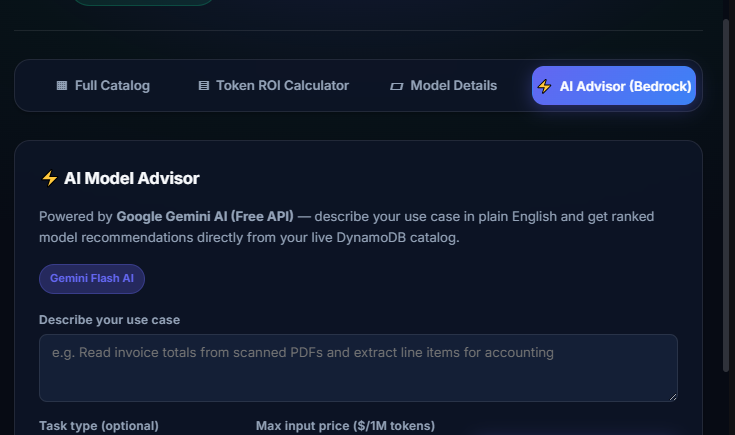 Full Catalog
Token ROI Calculator
Model Details
AI Advisor (Bedrock)
AI Model Advisor
Powered by Google Gemini AI (Free API) — describe your use case in plain English and get ranked
model recommendations directly from your live DynamoDB catalog.
Gemini Flash AI
Describe your use case
e.g. Read invoice totals from scanned PDFs and extract line items for accounting
Task type (optional)
Max input price ($/1M tokens)